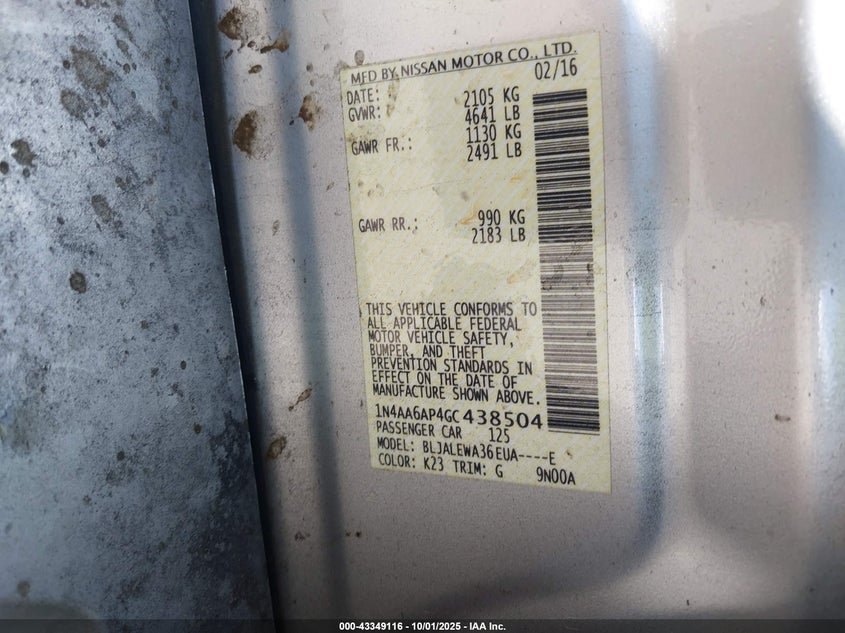 MFD BY NISSAN MOTOR CO., LTD.
DATE: 02/16
GVWR: 2105 KG
4641 LB
GAWR FR.: 1130 KG
2491 LB
GAWR RR.: 990 KG
2183 LB
THIS VEHICLE CONFORMS TO
ALL APPLICABLE FEDERAL
MOTOR VEHICLE SAFETY,
BUMPER, AND THEFT
PREVENTION STANDARDS IN
EFFECT ON THE DATE OF
MANUFACTURE SHOWN ABOVE.
1N4AA6AP4GC438504
PASSENGER CAR 125
MODEL: BLJALEWA36EUA----E
COLOR: K23 TRIM: G 9N00A
000-43349116 - 10/01/2025 - IAA Inc.